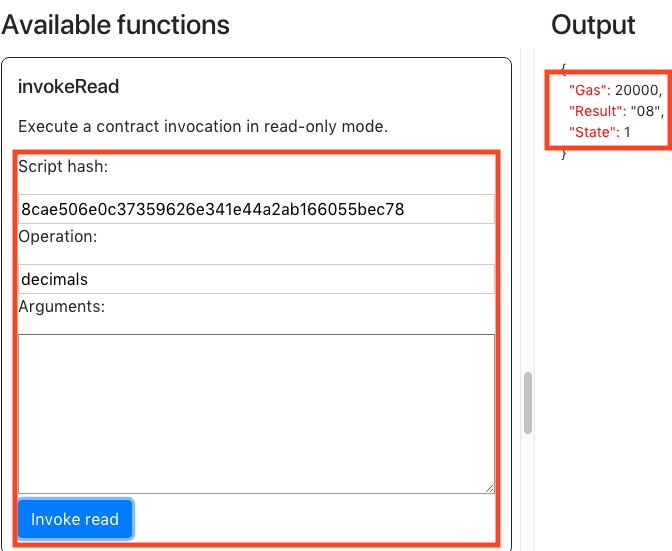 Available functions
invokeRead
Execute a contract invocation in read-only mode.
Script hash:
8cae506e0c37359626e341e44a2ab166055bec78
Operation:
decimals
Arguments:
Invoke read
Output
{
"Gas": 20000,
"Result": "08",
"State": 1
}